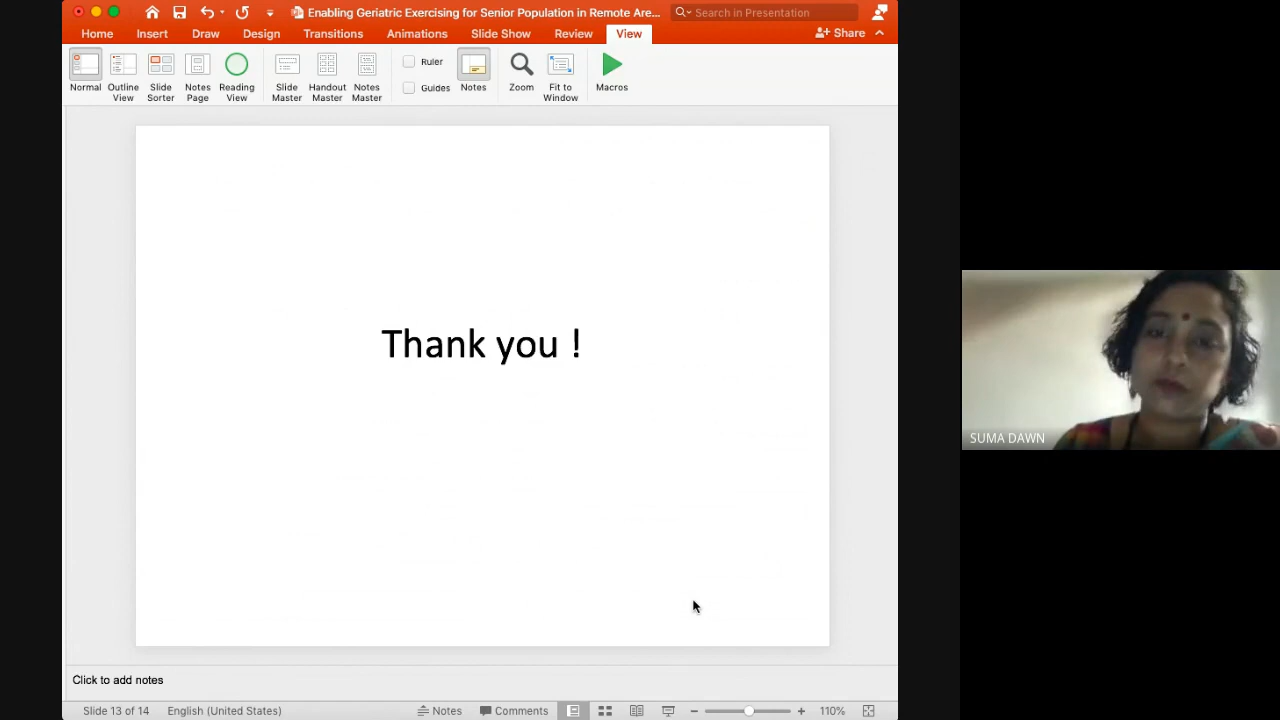 Enabling Geriatric Exercising for Senior Population in Remote Are...
Search in Presentation
Home Insert Draw Design Transitions Animations Slide Show Review View Share
Normal
Outline View
Slide Sorter
Notes Page
Reading View
Slide Master
Handout Master
Notes Master
Ruler
Guides
Notes
Zoom
Fit to Window
Macros
Thank you !
SUMA DAWN
Click to add notes
Slide 13 of 14 English (United States) Notes Comments 110%